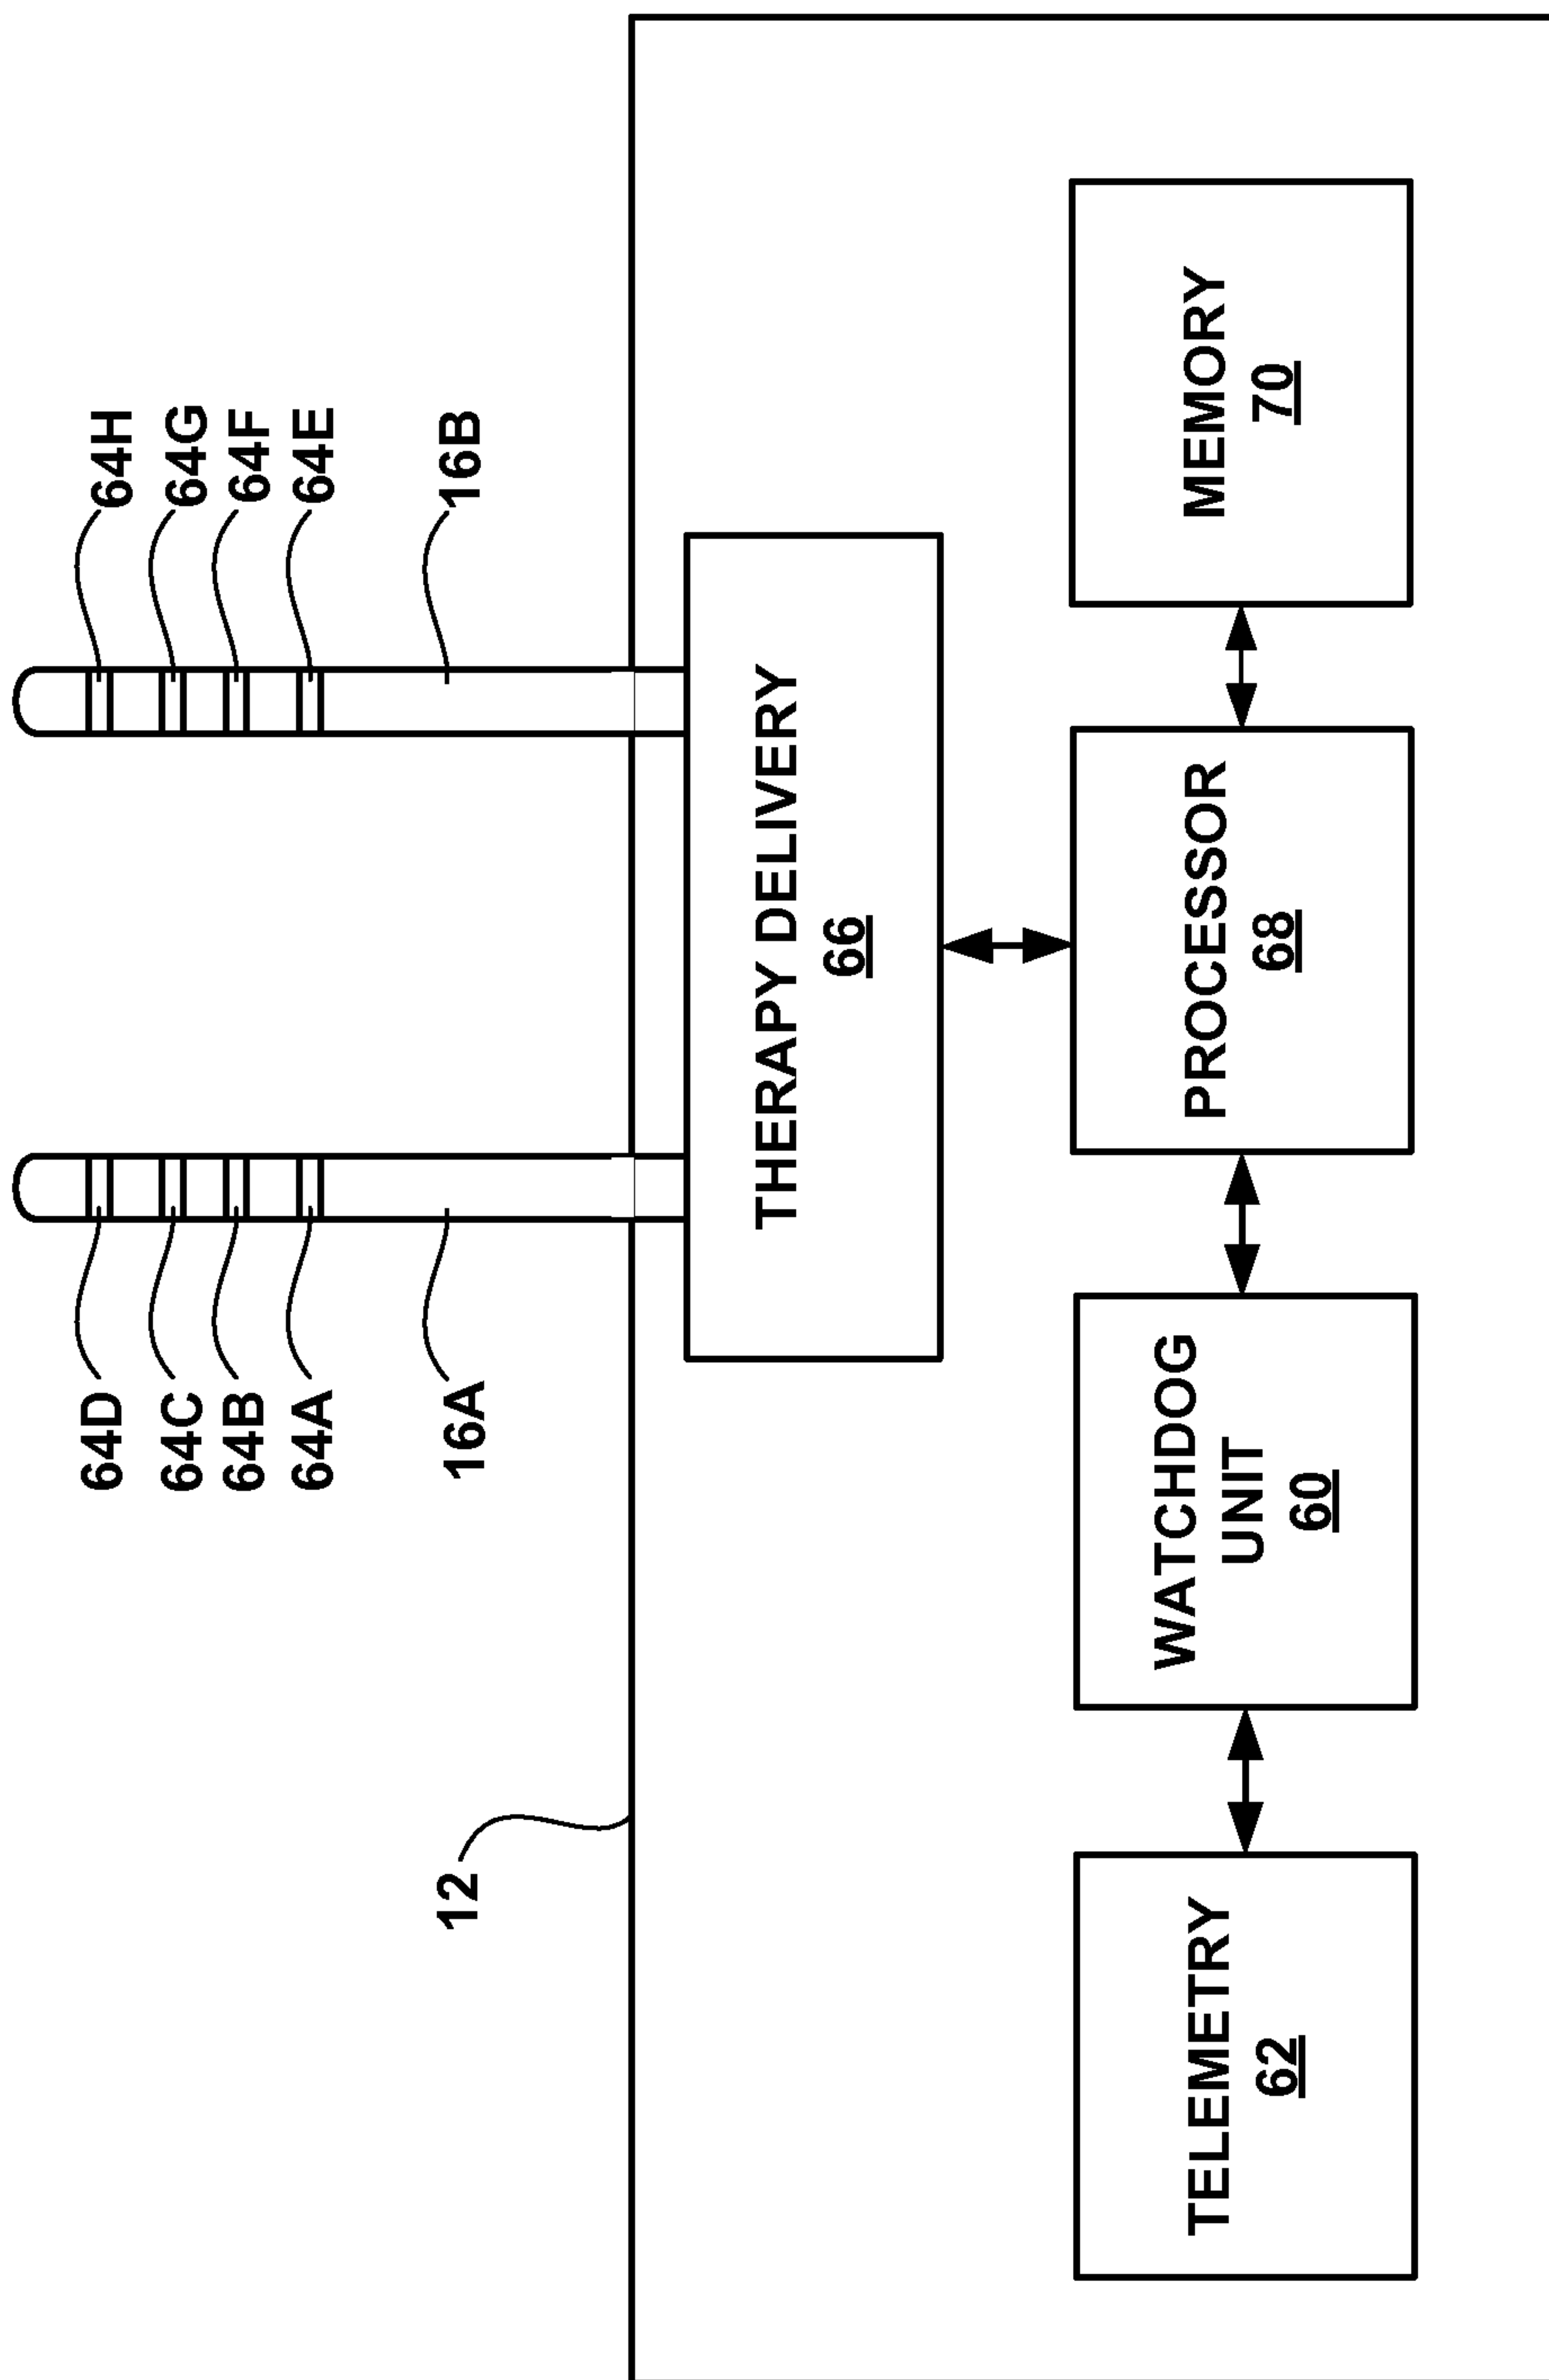 64D
64C
64B
64A
16A
64H
64G
64F
64E
16B
12
THERAPY DELIVERY
66
TELEMETRY
62
WATCHDOG
UNIT
60
PROCESSOR
68
MEMORY
70